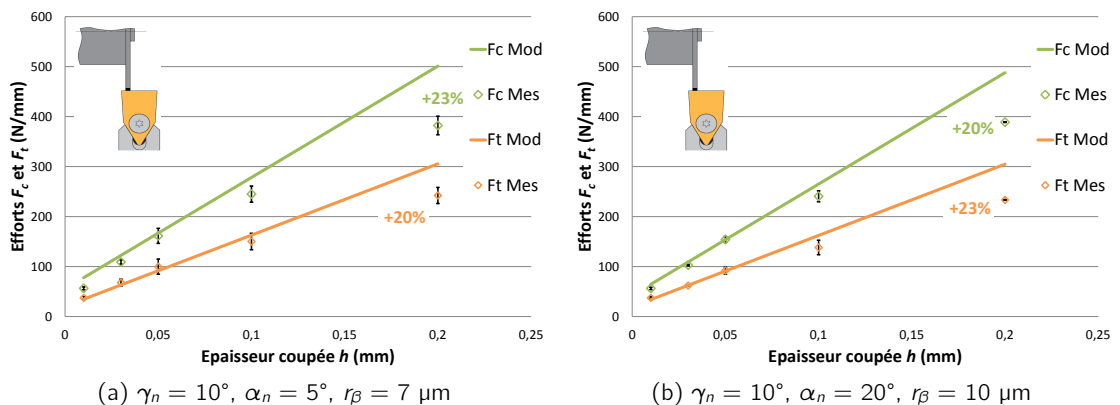 600
500
400
300
200
100
0
0
0,05
0,1
0,15
0,2
0,25
Efforts Fc et Ft (N/mm)
Epaisseur coupée h (mm)
+23%
+20%
Fc Mod
Fc Mes
Ft Mod
Ft Mes
(a) γn = 10°, αn = 5°, rβ = 7 µm
600
500
400
300
200
100
0
0
0,05
0,1
0,15
0,2
0,25
Efforts Fc et Ft (N/mm)
Epaisseur coupée h (mm)
+20%
+23%
Fc Mod
Fc Mes
Ft Mod
Ft Mes
(b) γn = 10°, αn = 20°, rβ = 10 µm